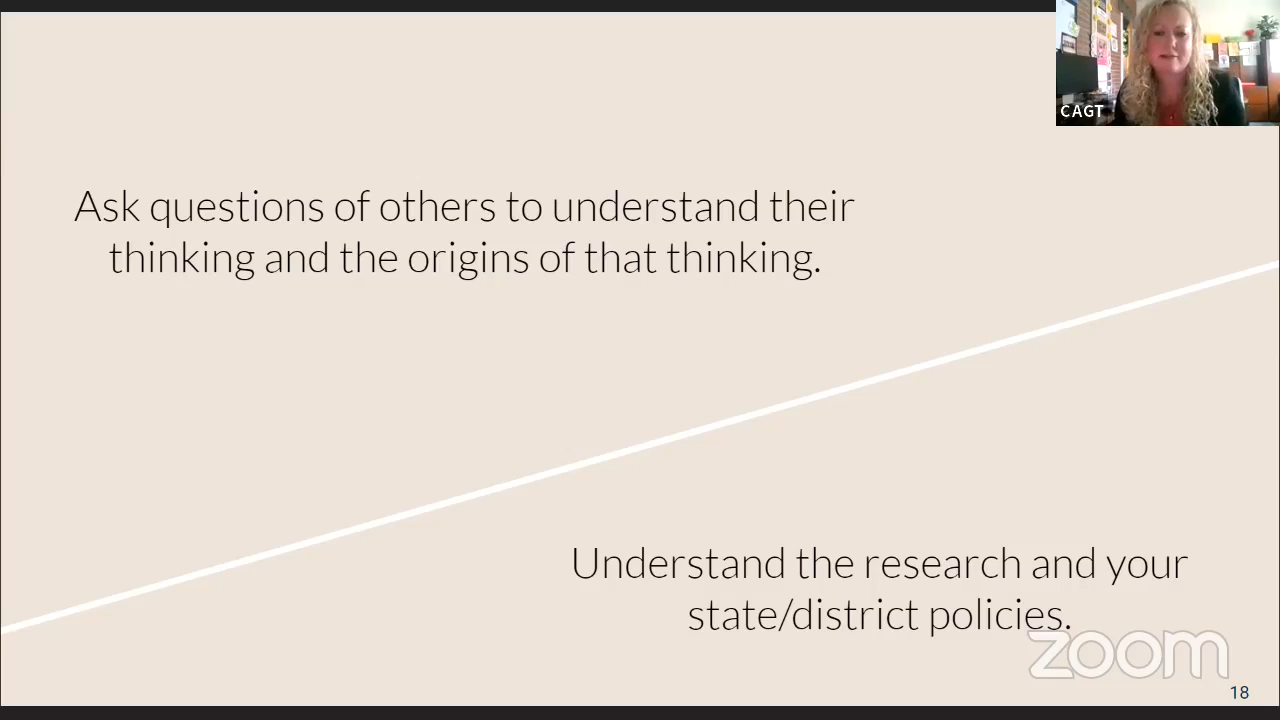 CAGT
Ask questions of others to understand their
thinking and the origins of that thinking.
Understand the research and your
state/district policies.
zoom
18